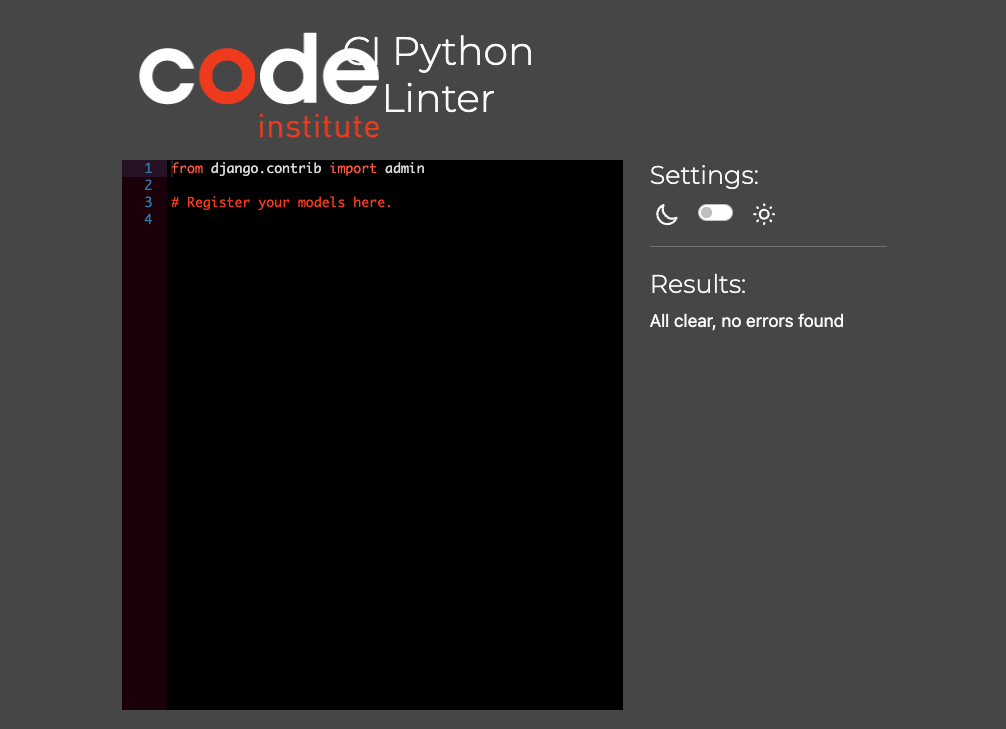 code
institute
CI Python
Linter
1 from django.contrib import admin
2
3 # Register your models here.
4
Settings:
Results:
All clear, no errors found